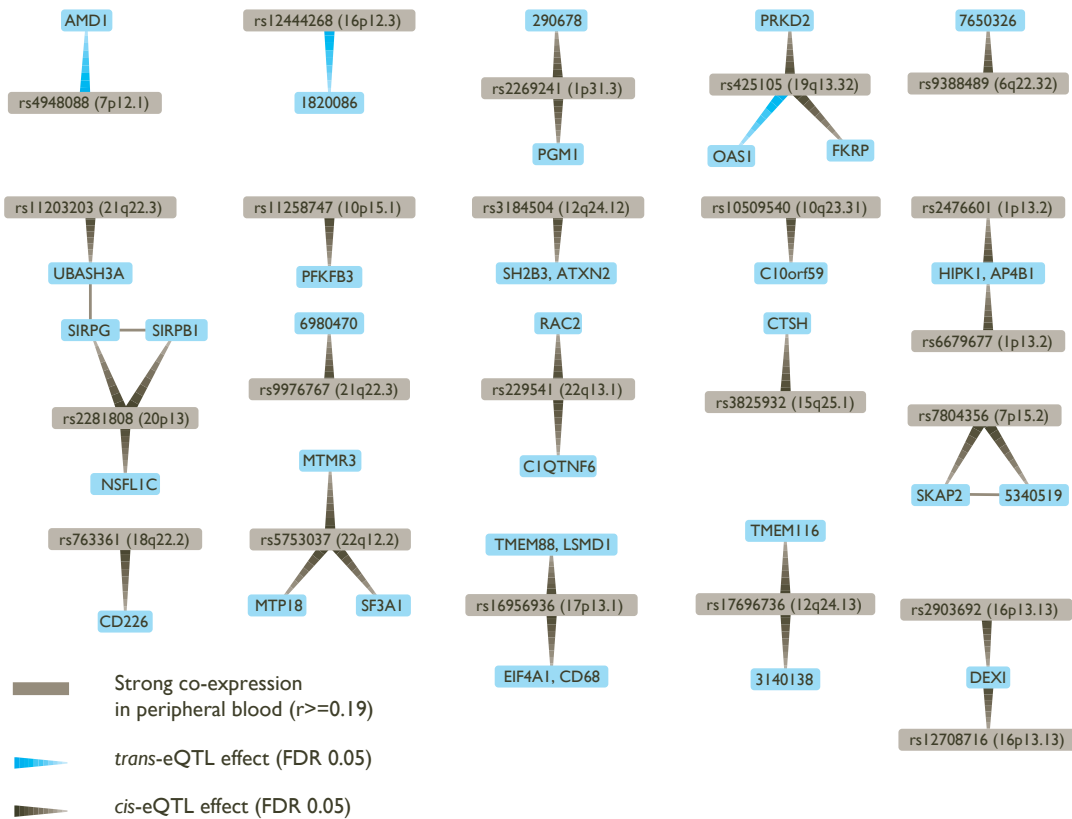 AMD1
rs12444268 (16p12.3)
290678
PRKD2
7650326
rs4948088 (7p12.1)
1820086
rs2269241 (1p31.3)
rs425105 (19q13.32)
rs9388489 (6q22.32)
PGM1
OAS1
FKRP
rs11203203 (21q22.3)
rs11258747 (10p15.1)
rs3184504 (12q24.12)
rs10509540 (10q23.31)
rs2476601 (1p13.2)
UBASH3A
PFKFB3
SH2B3, ATXN2
C10orf59
HIPK1, AP4B1
SIRPG
SIRPB1
6980470
RAC2
CTSH
rs6679677 (1p13.2)
rs9976767 (21q22.3)
rs229541 (22q13.1)
rs3825932 (15q25.1)
rs2281808 (20p13)
rs7804356 (7p15.2)
NSFL1C
MTMR3
C1QTNF6
SKAP2
5340519
rs763361 (18q22.2)
rs5753037 (22q12.2)
TMEM88, LSMD1
TMEM116
MTP18
SF3A1
rs16956936 (17p13.1)
rs17696736 (12q24.13)
rs2903692 (16p13.13)
CD226
EIF4A1, CD68
3140138
DEXI
rs12708716 (16p13.13)
Strong co-expression
in peripheral blood (r>=0.19)
trans-eQTL effect (FDR 0.05)
cis-eQTL effect (FDR 0.05)